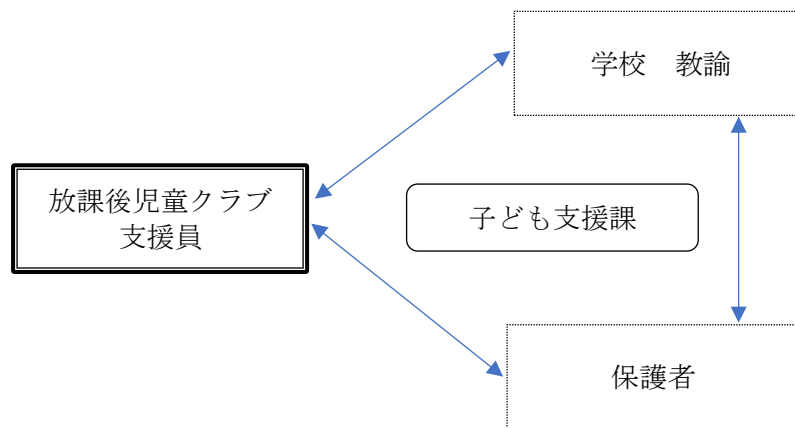 学校　教諭
放課後児童クラブ
支援員
子ども支援課
保護者